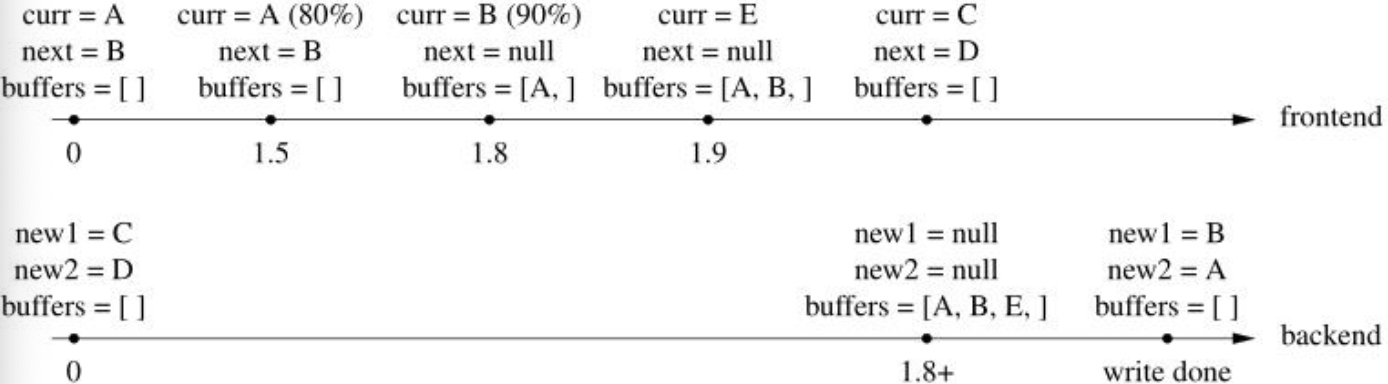 curr = A curr = A (80%) curr = B (90%) curr = E curr = C
next = B next = B next = null next = null next = D
buffers = [ ] buffers = [ ] buffers = [A, ] buffers = [A, B, ] buffers = [ ]
frontend
0 1.5 1.8 1.9
new1 = C new1 = null new1 = B
new2 = D new2 = null new2 = A
buffers = [ ] buffers = [A, B, E, ] buffers = [ ]
backend
0 1.8+ write done